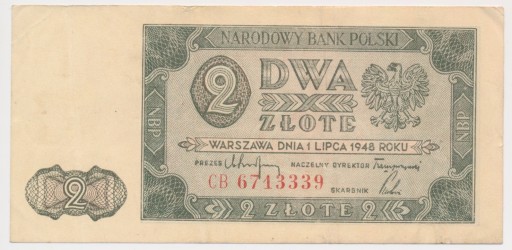 NARODOWY BANK POLSKI
2 DWA
ZŁOTE
NBP
NBP
WARSZAWA DNIA 1 LIPCA 1948 ROKU
PREZES NACZELNY DYREKTOR
CB 6713339
SKARBNIK
2
2 ZŁOTE 2